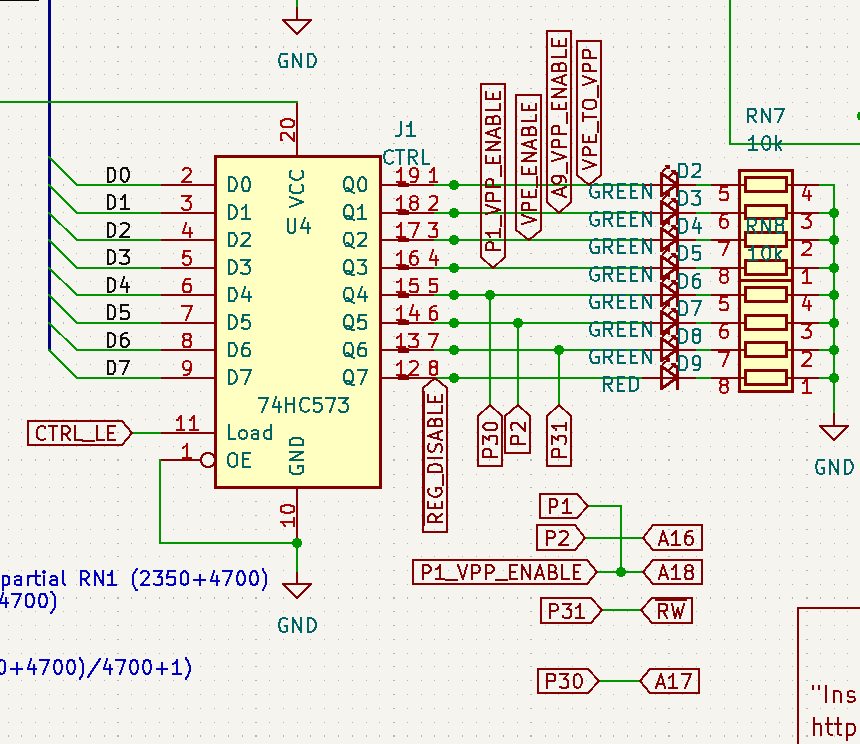 GND
RN7
10k
20
J1
CTRL
P1_VPP_ENABLE
VPE_ENABLE
A9_VPP_ENABLE
VPE_TO_VPP
VCC
U4
D0 2 D0 Q0 19 1 GREEN D2 5 4
D1 3 D1 Q1 18 2 GREEN D3 6 3
D2 4 D2 Q2 17 3 GREEN D4 7 2
RN8
10k
D3 5 D3 Q3 16 4 GREEN D5 8 1
D4 6 D4 Q4 15 5 GREEN D6 5 4
D5 7 D5 Q5 14 6 GREEN D7 6 3
D6 8 D6 Q6 13 7 GREEN D8 7 2
D7 9 D7 Q7 12 8 RED D9 8 1
74HC573
CTRL_LE 11 Load
1 OE
GND
10
REG_DISABLE
P30
P2
P31
GND
P1
P2 A16
P1_VPP_ENABLE A18
P31 RW
P30 A17
partial RN1 (2350+4700)
4700)
GND
0+4700)/4700+1)
"Ins
http